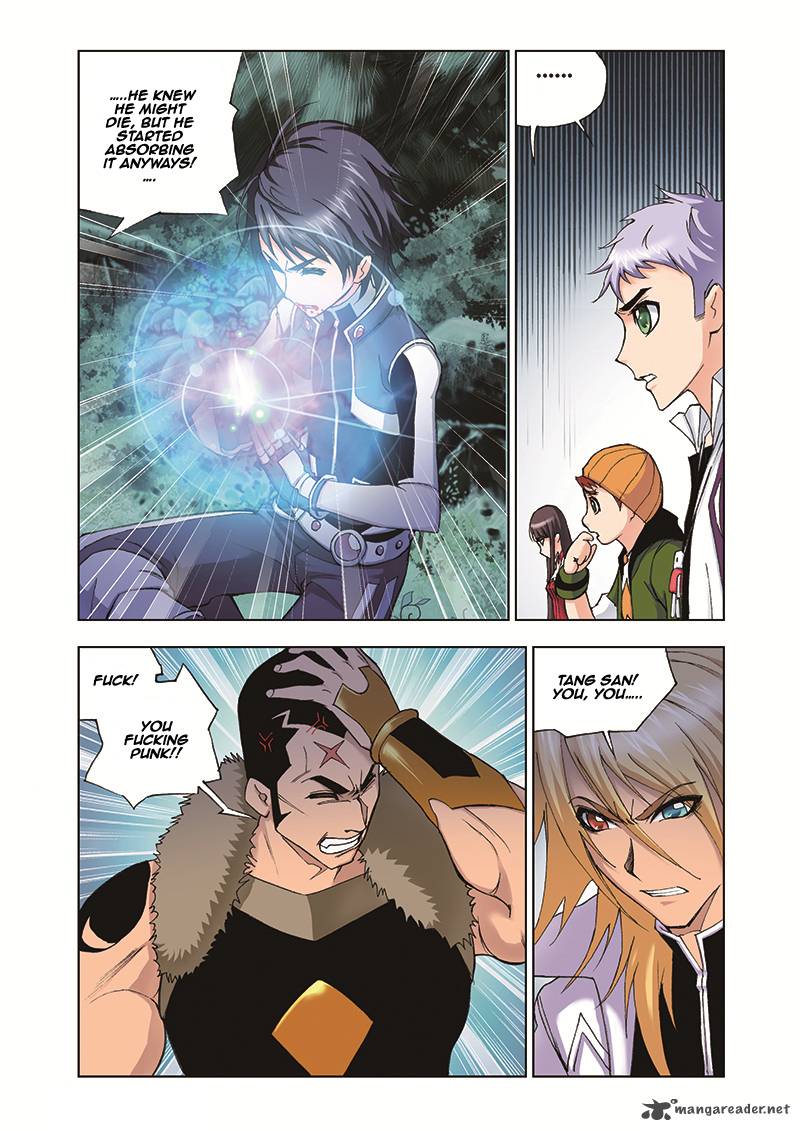 .....HE KNEW
HE MIGHT
DIE, BUT HE
STARTED
ABSORBING
IT ANYWAYS!
....
......
FUCK!
YOU
FUCKING
PUNK!!
TANG SAN!
YOU, YOU.....
mangareader.net